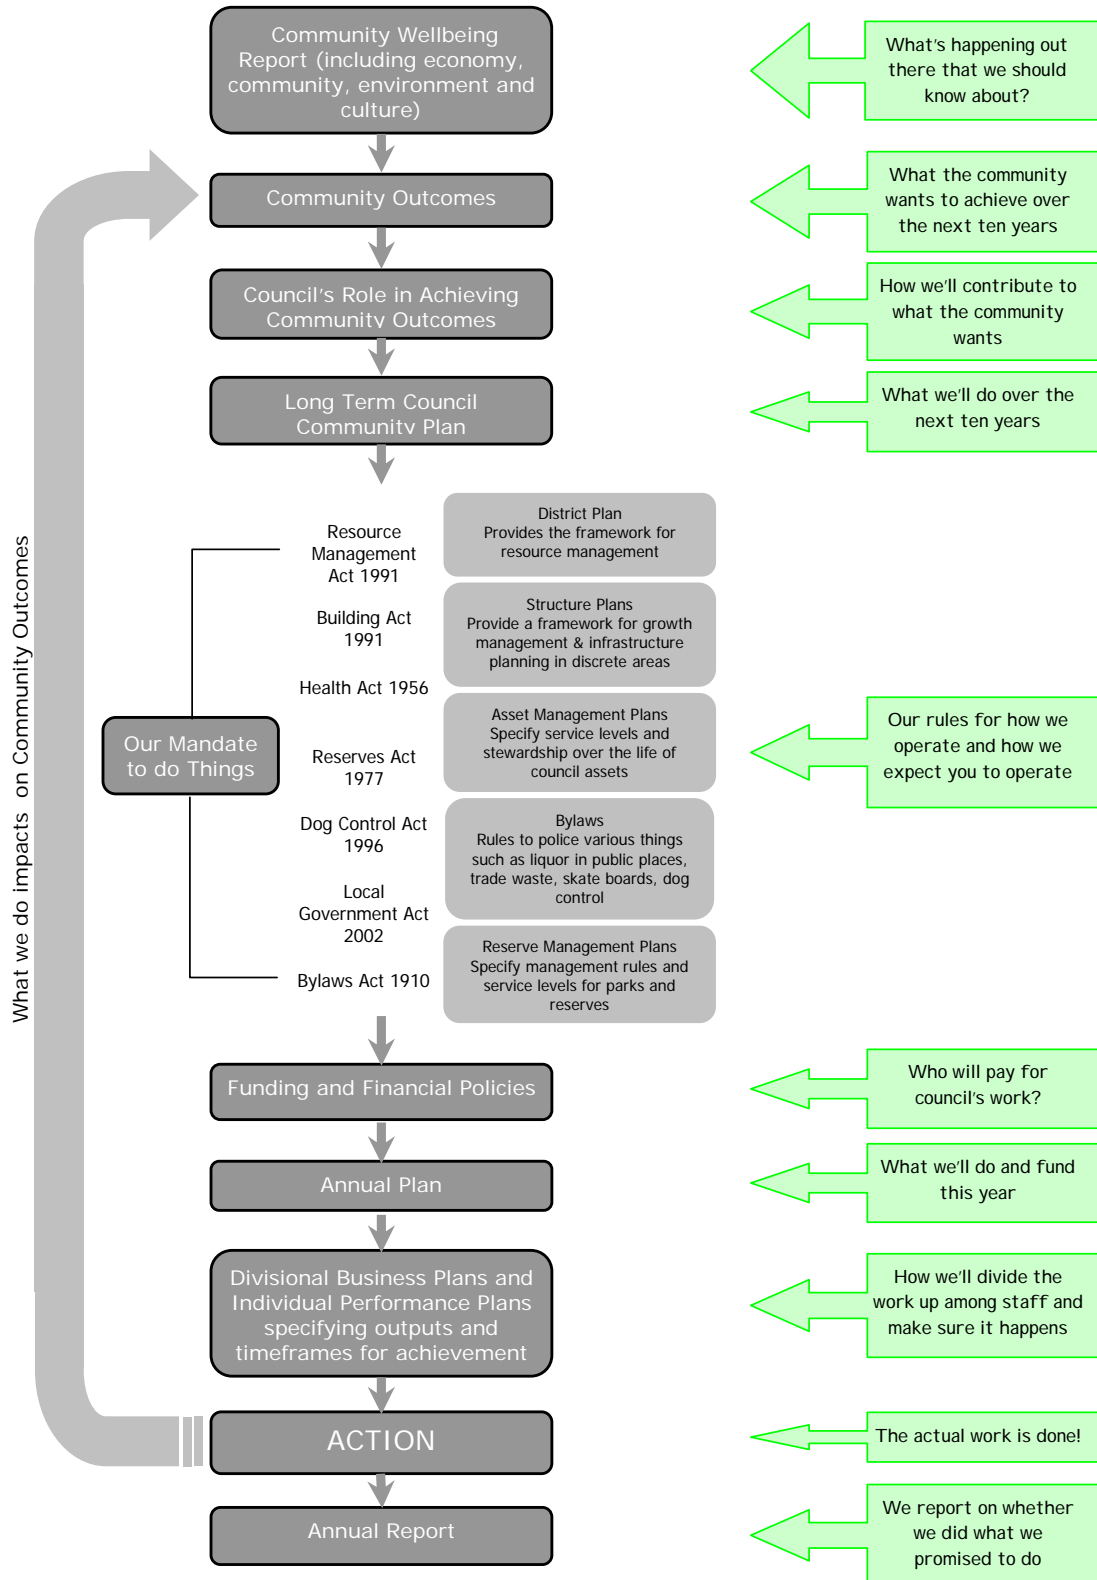 Community Wellbeing
Report (including economy,
community, environment and
culture)
What's happening out
there that we should
know about?
Community Outcomes
What the community
wants to achieve over
the next ten years
Council's Role in Achieving
Community Outcomes
How we'll contribute to
what the community
wants
Long Term Council
Community Plan
What we'll do over the
next ten years
What we do impacts on Community Outcomes
Our Mandate
to do Things
Resource
Management
Act 1991
Building Act
1991
Health Act 1956
Reserves Act
1977
Dog Control Act
1996
Local
Government Act
2002
Bylaws Act 1910
District Plan
Provides the framework for
resource management
Structure Plans
Provide a framework for growth
management & infrastructure
planning in discrete areas
Asset Management Plans
Specify service levels and
stewardship over the life of
council assets
Bylaws
Rules to police various things
such as liquor in public places,
trade waste, skate boards, dog
control
Reserve Management Plans
Specify management rules and
service levels for parks and
reserves
Our rules for how we
operate and how we
expect you to operate
Funding and Financial Policies
Who will pay for
council's work?
Annual Plan
What we'll do and fund
this year
Divisional Business Plans and
Individual Performance Plans
specifying outputs and
timeframes for achievement
How we'll divide the
work up among staff and
make sure it happens
ACTION
The actual work is done!
Annual Report
We report on whether
we did what we
promised to do